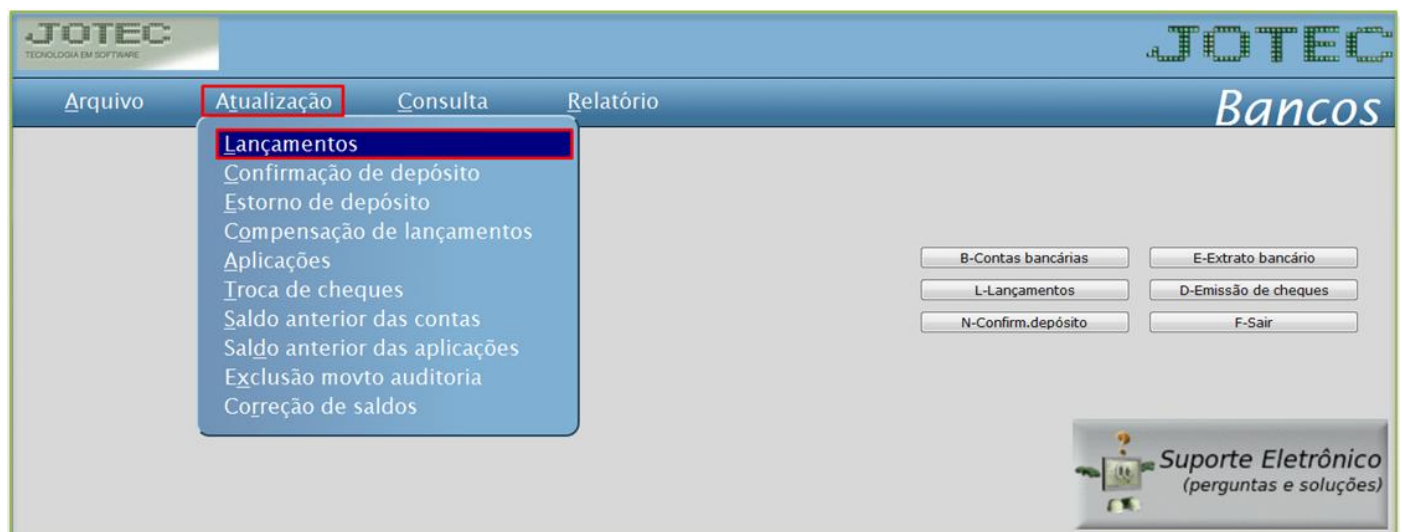 JOTEC
TECNOLOGIA EM SOFTWARE
JOTEC
Arquivo Atualização Consulta Relatório
Bancos
Lançamentos
Confirmação de depósito
Estorno de depósito
Compensação de lançamentos
Aplicações
Troca de cheques
Saldo anterior das contas
Saldo anterior das aplicações
Exclusão movto auditoria
Correção de saldos
B-Contas bancárias E-Extrato bancário
L-Lançamentos D-Emissão de cheques
N-Confirm.depósito F-Sair
Suporte Eletrônico
(perguntas e soluções)